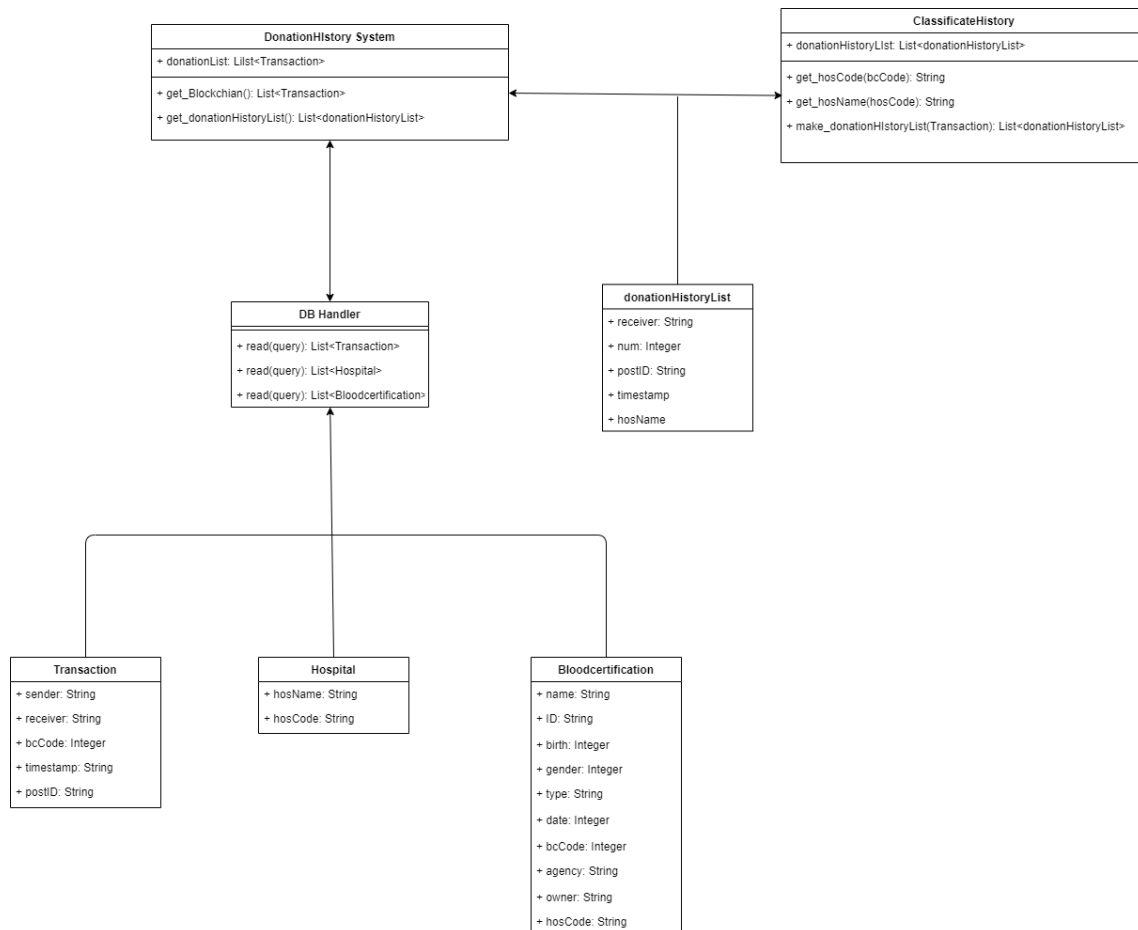 DonationHIstory System
+ donationList: Lilst<Transaction>
+ get_Blockchian(): List<Transaction>
+ get_donationHistoryList(): List<donationHistoryList>
ClassificateHistory
+ donationHistoryLIst: List<donationHistoryList>
+ get_hosCode(bcCode): String
+ get_hosName(hosCode): String
+ make_donationHIstoryList(Transaction): List<donationHistoryList>
DB Handler
+ read(query): List<Transaction>
+ read(query): List<Hospital>
+ read(query): List<Bloodcertification>
donationHistoryList
+ receiver: String
+ num: Integer
+ postID: String
+ timestamp
+ hosName
Transaction
+ sender: String
+ receiver: String
+ bcCode: Integer
+ timestamp: String
+ postID: String
Hospital
+ hosName: String
+ hosCode: String
Bloodcertification
+ name: String
+ ID: String
+ birth: Integer
+ gender: Integer
+ type: String
+ date: Integer
+ bcCode: Integer
+ agency: String
+ owner: String
+ hosCode: String